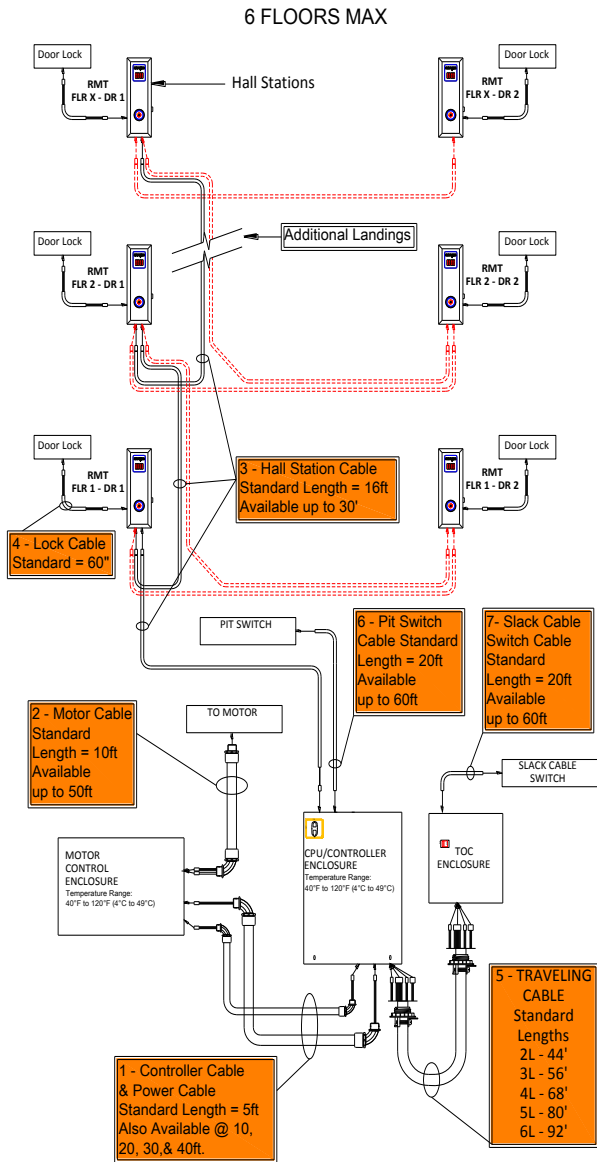 6 FLOORS MAX
Door Lock
RMT
FLR X - DR 1
Hall Stations
RMT
FLR X - DR 2
Door Lock
Additional Landings
Door Lock
RMT
FLR 2 - DR 1
RMT
FLR 2 - DR 2
Door Lock
Door Lock
RMT
FLR 1 - DR 1
3 - Hall Station Cable
Standard Length = 16ft
Available up to 30'
RMT
FLR 1 - DR 2
Door Lock
4 - Lock Cable
Standard = 60"
PIT SWITCH
6 - Pit Switch
Cable Standard
Length = 20ft
Available
up to 60ft
7- Slack Cable
Switch Cable
Standard
Length = 20ft
Available
up to 60ft
2 - Motor Cable
Standard
Length = 10ft
Available
up to 50ft
TO MOTOR
SLACK CABLE
SWITCH
MOTOR
CONTROL
ENCLOSURE
Temperature Range:
40°F to 120°F (4°C to 49°C)
CPU/CONTROLLER
ENCLOSURE
Temperature Range:
40°F to 120°F (4°C to 49°C)
TOC
ENCLOSURE
1 - Controller Cable
& Power Cable
Standard Length = 5ft
Also Available @ 10,
20, 30,& 40ft.
5 - TRAVELING
CABLE
Standard
Lengths
2L - 44'
3L - 56'
4L - 68'
5L - 80'
6L - 92'